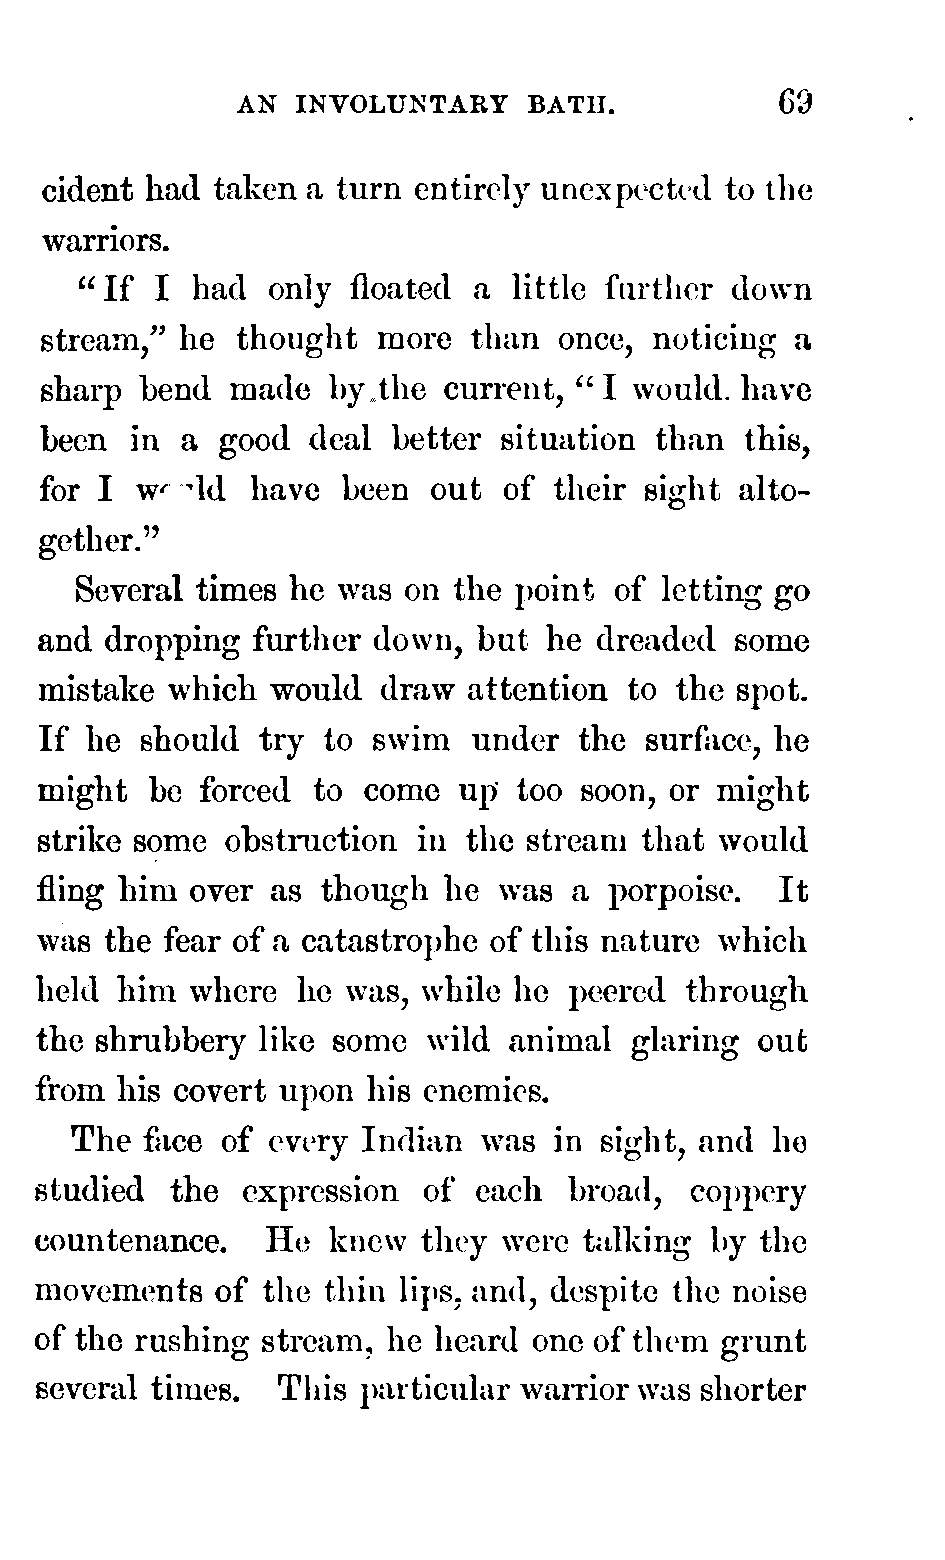 AN INVOLUNTARY BATH. 69
cident had taken a turn entirely unexpected to the
warriors.
"If I had only floated a little further down
stream," he thought more than once, noticing a
sharp bend made by the current, "I would have
been in a good deal better situation than this,
for I would have been out of their sight alto-
gether."
Several times he was on the point of letting go
and dropping further down, but he dreaded some
mistake which would draw attention to the spot.
If he should try to swim under the surface, he
might be forced to come up too soon, or might
strike some obstruction in the stream that would
fling him over as though he was a porpoise. It
was the fear of a catastrophe of this nature which
held him where he was, while he peered through
the shrubbery like some wild animal glaring out
from his covert upon his enemies.
The face of every Indian was in sight, and he
studied the expression of each broad, coppery
countenance. He knew they were talking by the
movements of the thin lips, and, despite the noise
of the rushing stream, he heard one of them grunt
several times. This particular warrior was shorter